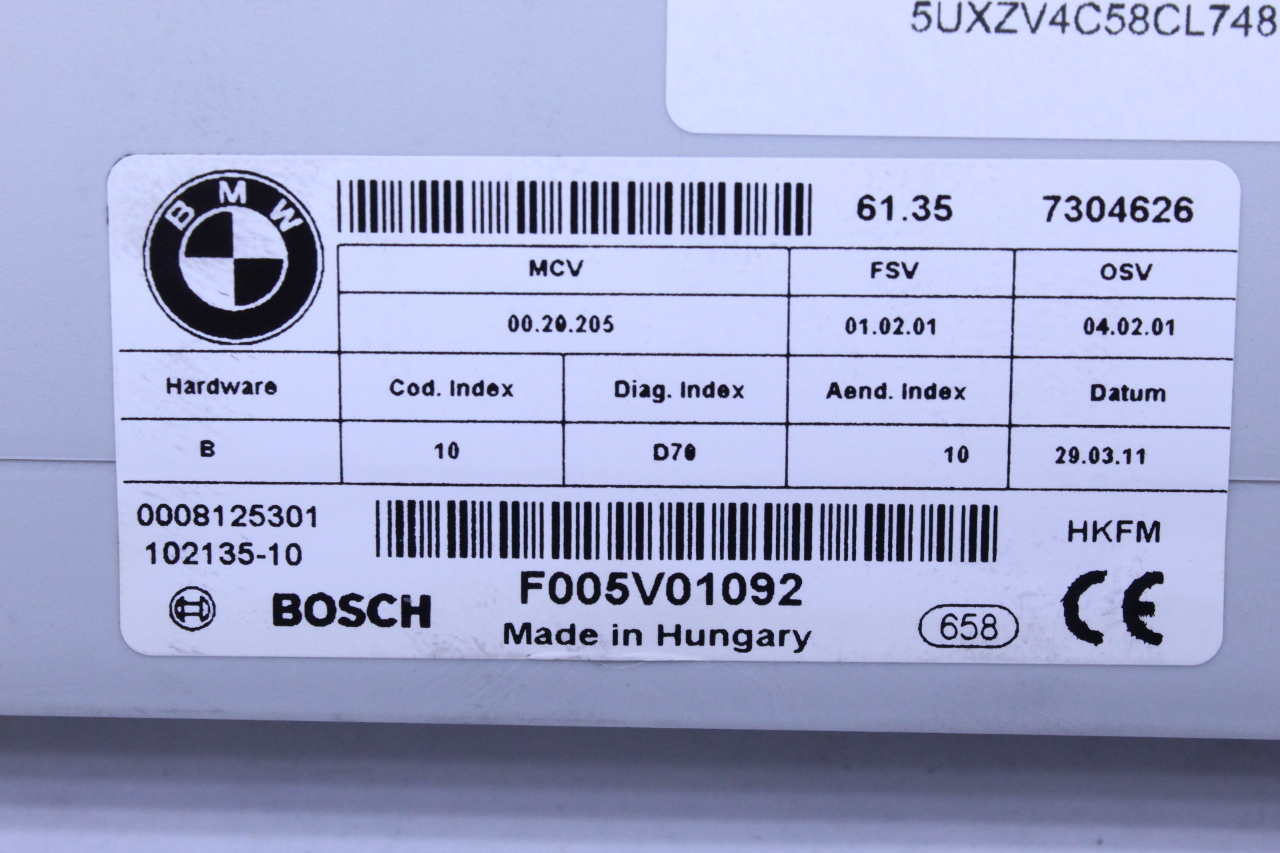 5UXZV4C58CL748
BMW
61.35 7304626
MCV FSV OSV
00.20.205 01.02.01 04.02.01
Hardware Cod. Index Diag. Index Aend. Index Datum
B 10 D70 10 29.03.11
0008125301
102135-10
HKFM
BOSCH
F005V01092
Made in Hungary
658
CE